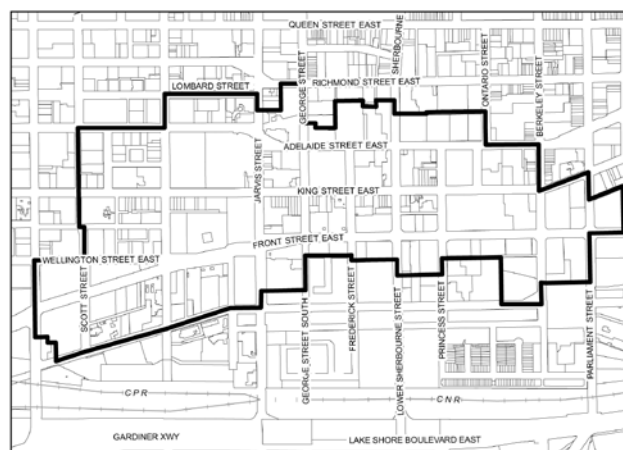 QUEEN STREET EAST
SHERBOURNE
LOMBARD STREET
GEORGE STREET
RICHMOND STREET EAST
ONTARIO STREET
BERKELEY STREET
JARVIS STREET
ADELAIDE STREET EAST
KING STREET EAST
FRONT STREET EAST
WELLINGTON STREET EAST
SCOTT STREET
GEORGE STREET SOUTH
FREDERICK STREET
LOWER SHERBOURNE STREET
PRINCESS STREET
PARLIAMENT STREET
CPR
CNR
GARDINER XWY
LAKE SHORE BOULEVARD EAST